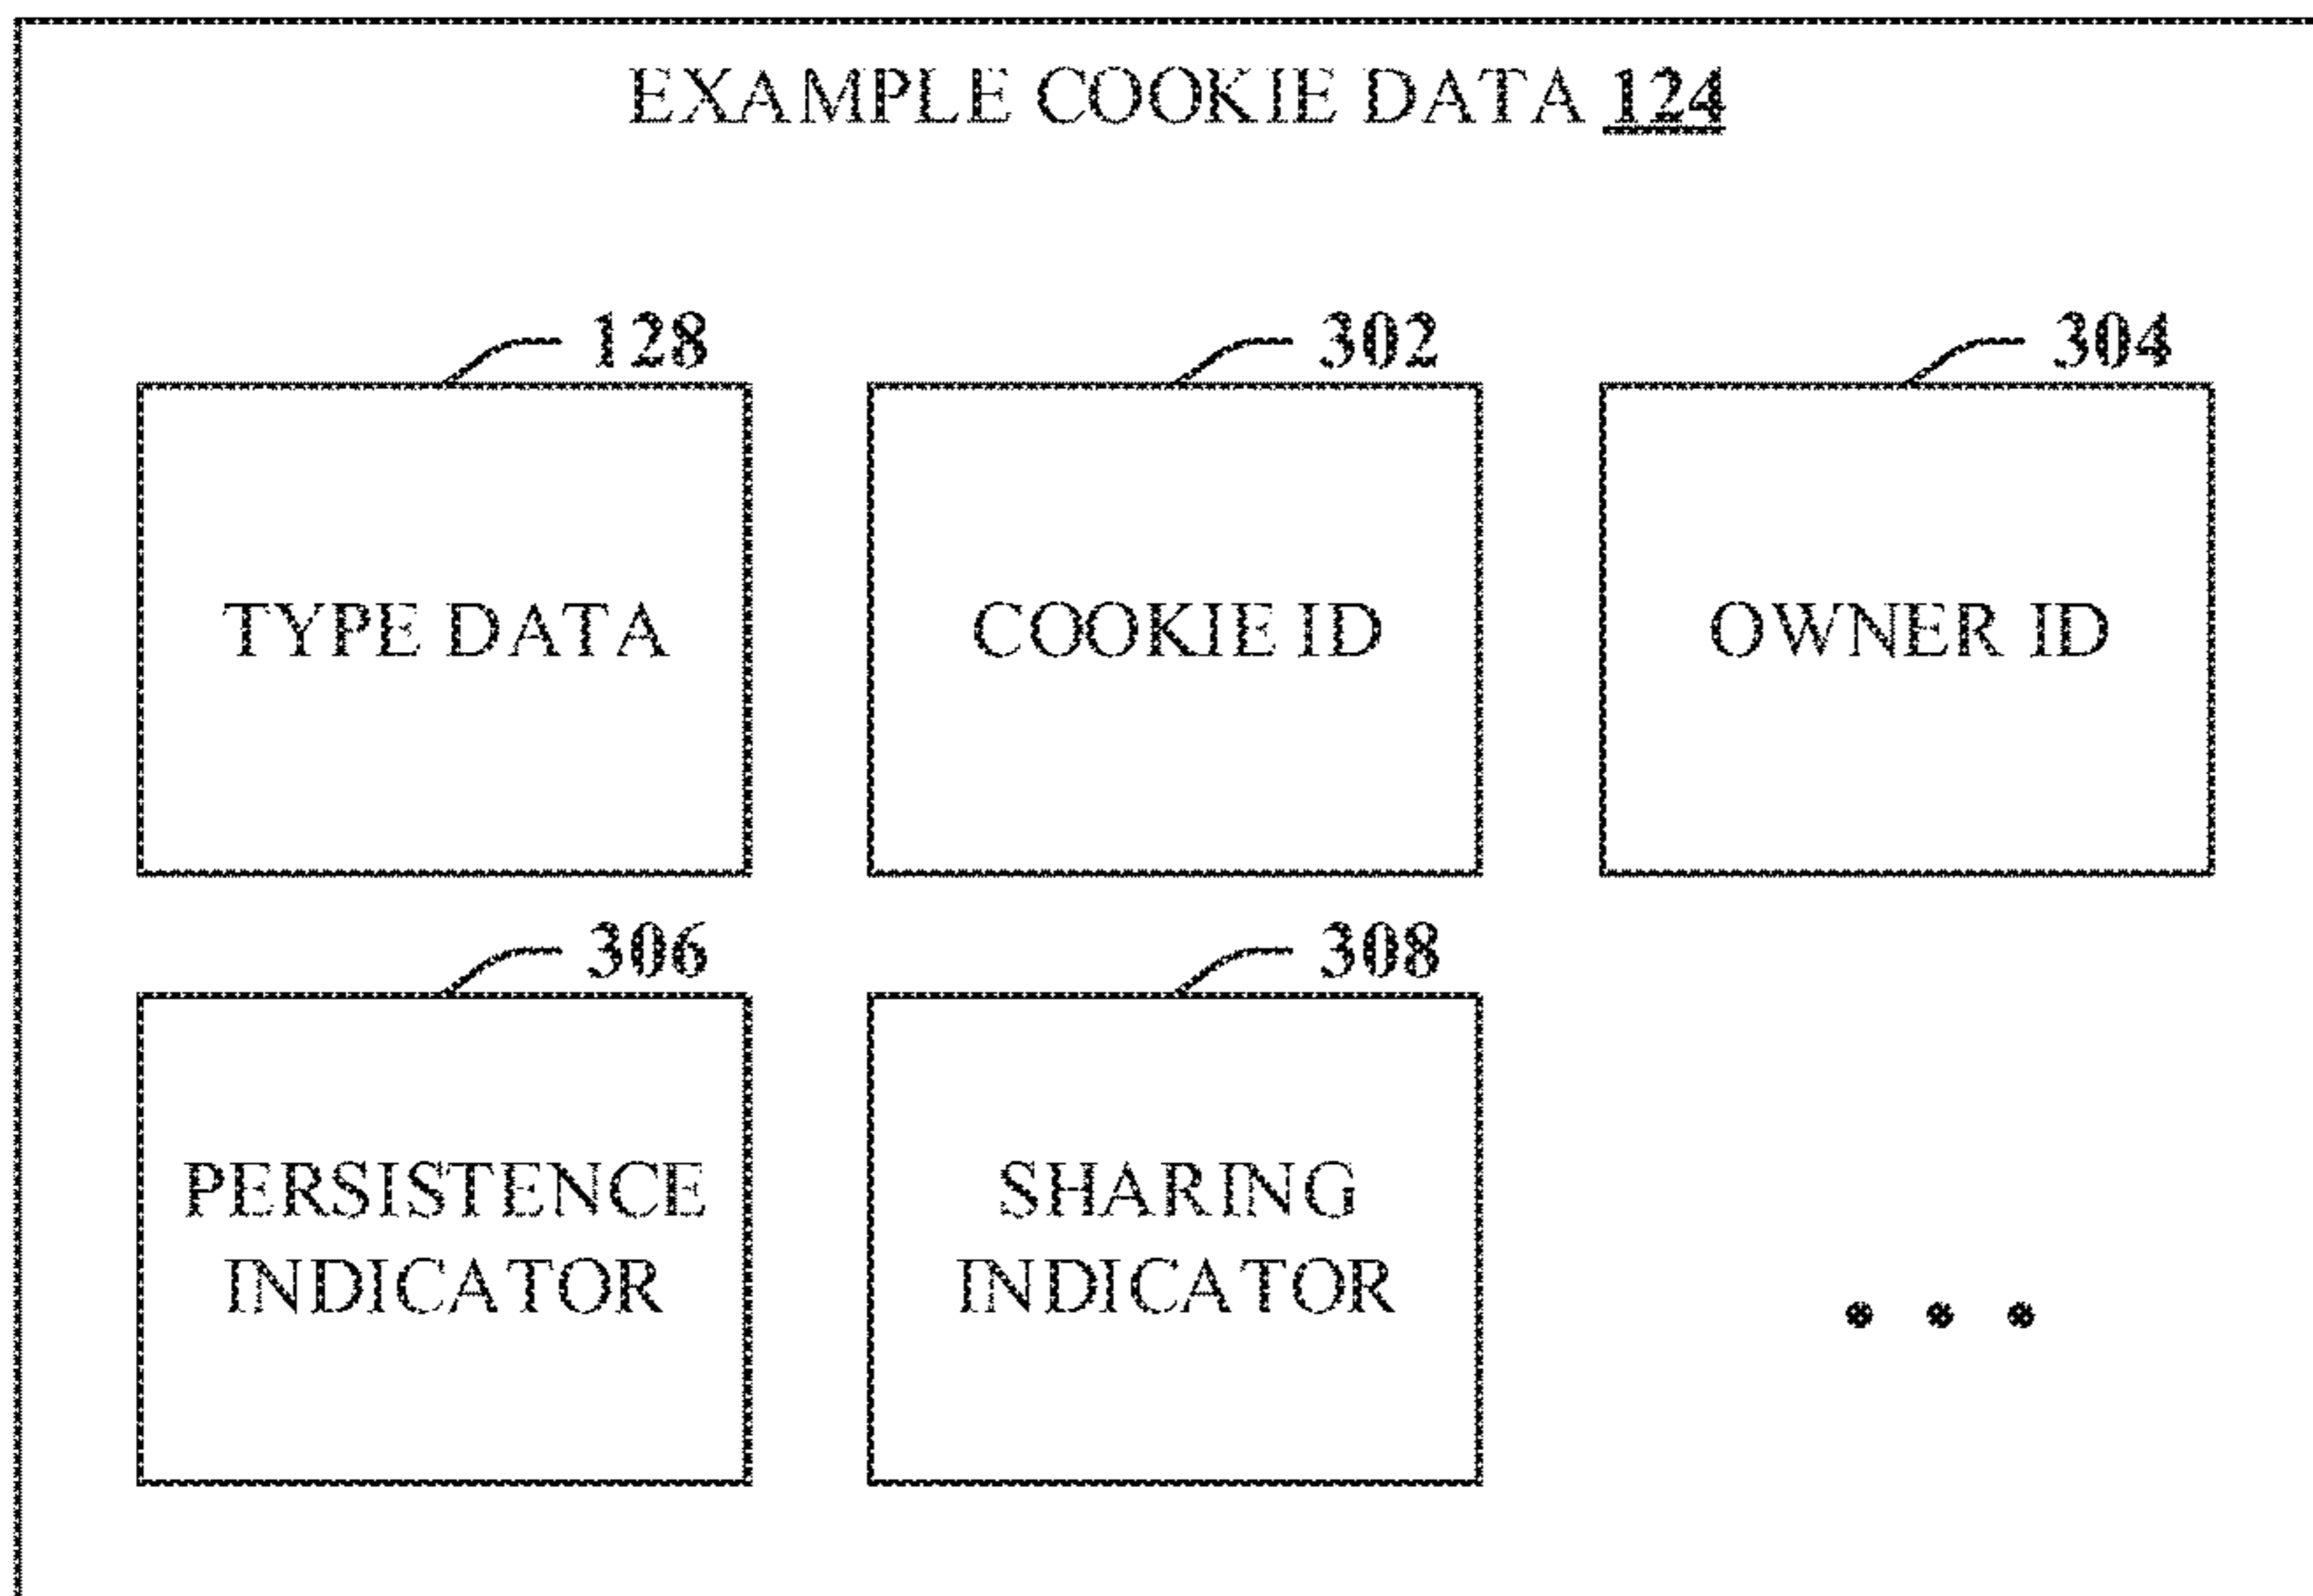 EXAMPLE COOKIE DATA 124
128
302
304
TYPE DATA
COOKIE ID
OWNER ID
306
308
PERSISTENCE
INDICATOR
SHARING
INDICATOR
• • •